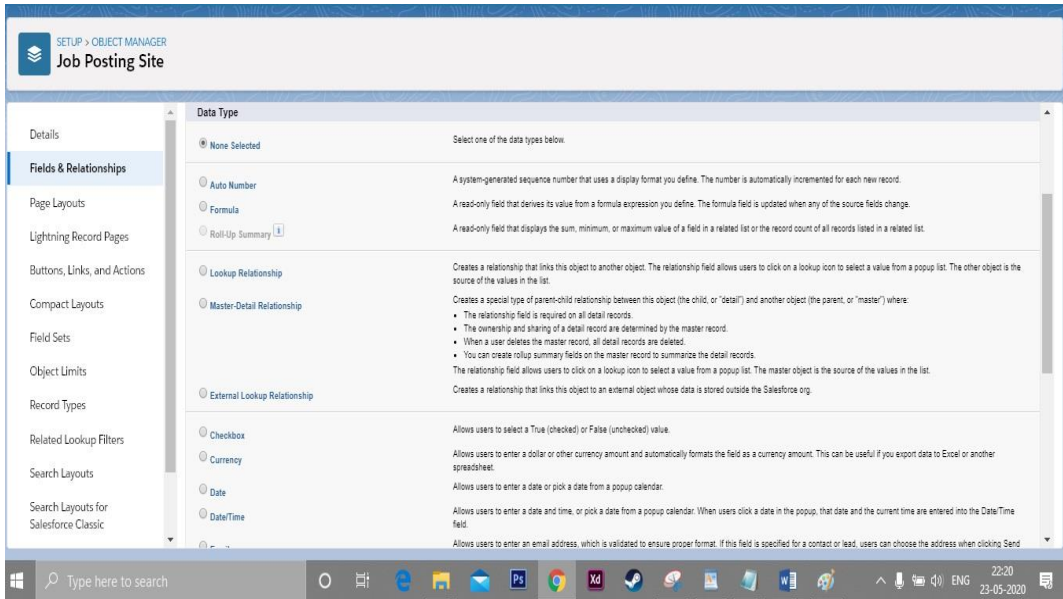 SETUP > OBJECT MANAGER
Job Posting Site
Details
Fields & Relationships
Page Layouts
Lightning Record Pages
Buttons, Links, and Actions
Compact Layouts
Field Sets
Object Limits
Record Types
Related Lookup Filters
Search Layouts
Search Layouts for
Salesforce Classic
Data Type
None Selected
Select one of the data types below.
Auto Number
A system-generated sequence number that uses a display format you define. The number is automatically incremented for each new record.
Formula
A read-only field that derives its value from a formula expression you define. The formula field is updated when any of the source fields change.
Roll-Up Summary i
A read-only field that displays the sum, minimum, or maximum value of a field in a related list or the record count of all records listed in a related list.
Lookup Relationship
Creates a relationship that links this object to another object. The relationship field allows users to click on a lookup icon to select a value from a popup list. The other object is the
source of the values in the list.
Master-Detail Relationship
Creates a special type of parent-child relationship between this object (the child, or "detail") and another object (the parent, or "master") where:
• The relationship field is required on all detail records.
• The ownership and sharing of a detail record are determined by the master record.
• When a user deletes the master record, all detail records are deleted.
• You can create rollup summary fields on the master record to summarize the detail records.
The relationship field allows users to click on a lookup icon to select a value from a popup list. The master object is the source of the values in the list.
External Lookup Relationship
Creates a relationship that links this object to an external object whose data is stored outside the Salesforce org.
Checkbox
Allows users to select a True (checked) or False (unchecked) value.
Currency
Allows users to enter a dollar or other currency amount and automatically formats the field as a currency amount. This can be useful if you export data to Excel or another
spreadsheet.
Date
Allows users to enter a date or pick a date from a popup calendar.
Date/Time
Allows users to enter a date and time, or pick a date from a popup calendar. When users click a date in the popup, that date and the current time are entered into the Date/Time
field.
Allows users to enter an email address, which is validated to ensure proper format. If this field is specified for a contact or lead, users can choose the address when clicking Send
Type here to search
Ps
Xd
ENG
22:20
23-05-2020